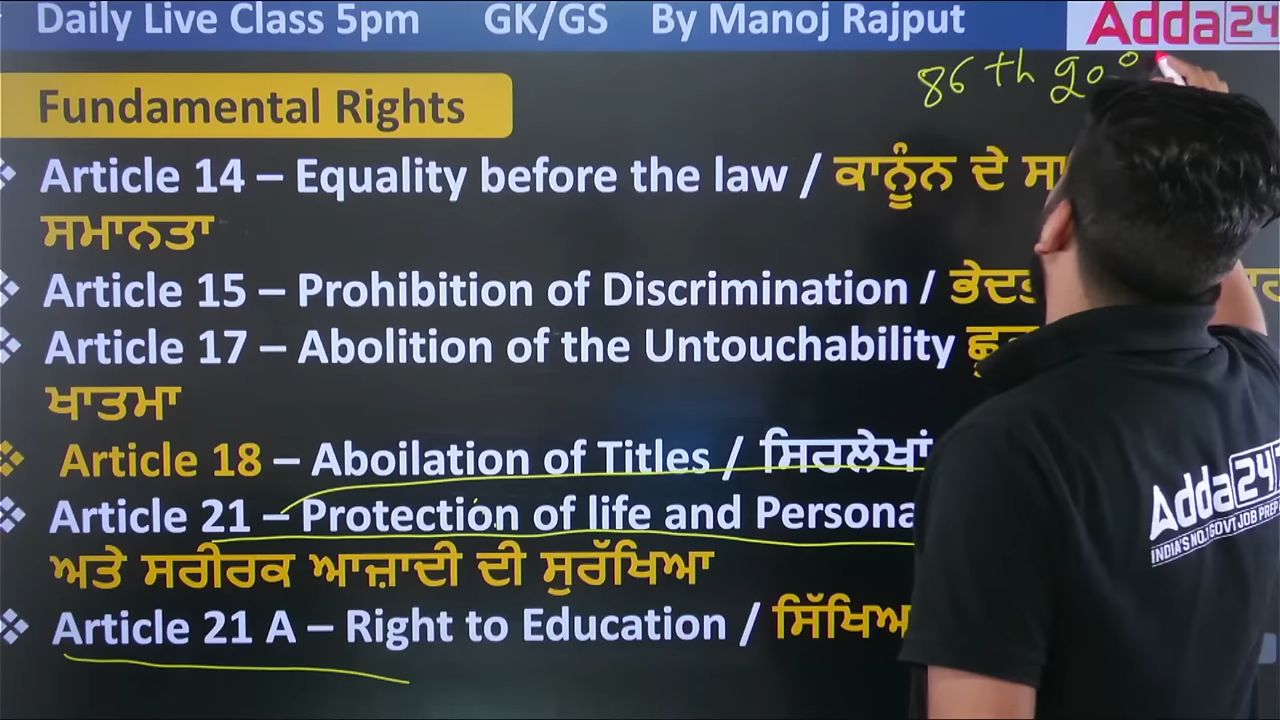 Daily Live Class 5pm GK/GS By Manoj Rajput
Adda24
86th 200
Fundamental Rights
Article 14 – Equality before the law / ਕਾਨੂੰਨ ਦੇ
ਸਮਾਨਤਾ
Article 15 – Prohibition of Discrimination /
Article 17 – Abolition of the Untouchability
ਖਾਤਮਾ
Article 18 – Aboilation of Titles / ਸਿਰਲੇਖਾਂ
Article 21 – Protection of life and Persona
ਅਤੇ ਸਰੀਰਕ ਆਜ਼ਾਦੀ ਦੀ ਸੁਰੱਖਿਆ
Article 21 A – Right to Education /
Adda247
INDIA'S NO.1 GOVT JOB PREP